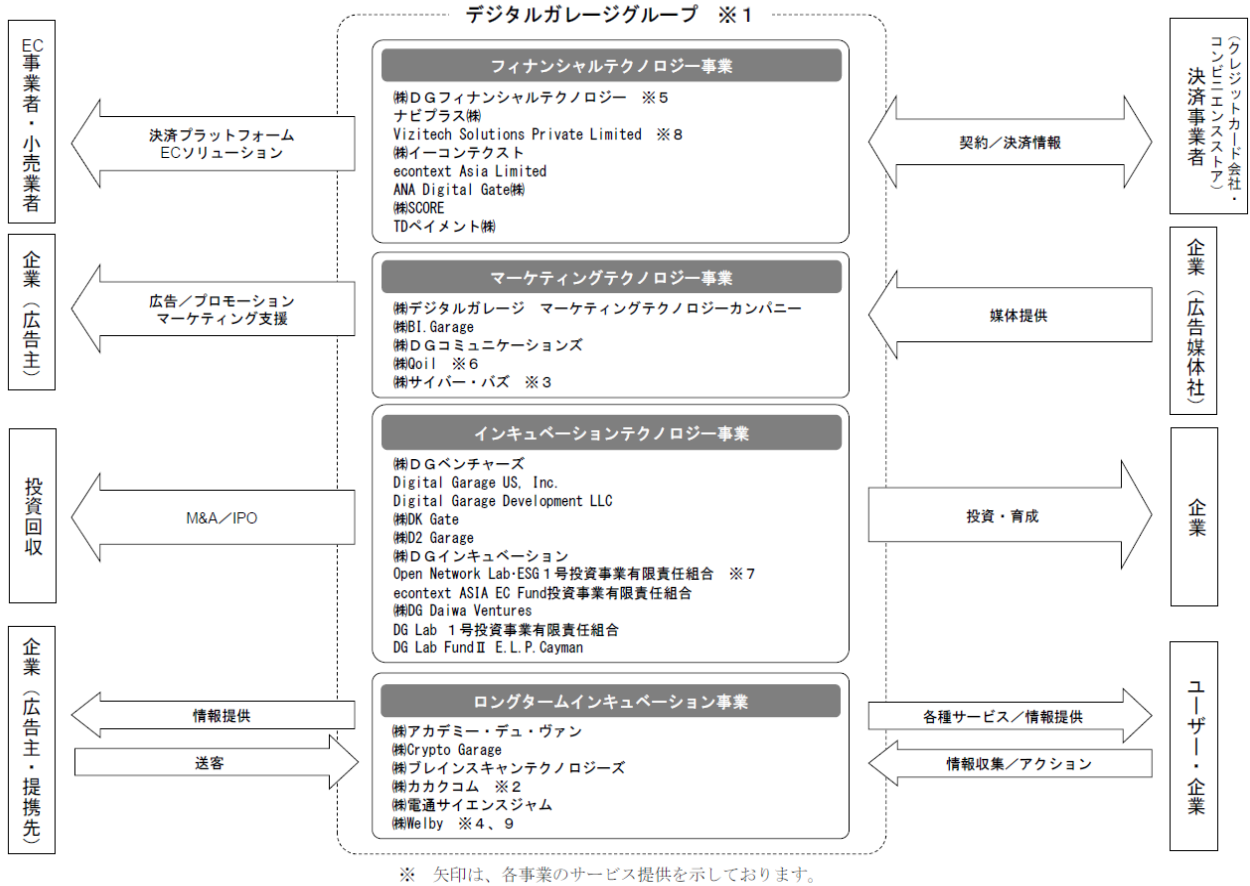 デジタルガレージグループ ※１
EC事業者・小売業者
決済プラットフォーム
ECソリューション
フィナンシャルテクノロジー事業
㈱ＤＧフィナンシャルテクノロジー ※５
ナビプラス㈱
Vizitech Solutions Private Limited ※８
㈱イーコンテクスト
econtext Asia Limited
ANA Digital Gate㈱
㈱SCORE
TDペイメント㈱
契約／決済情報
決済事業者
（クレジットカード会社・
コンビニエンスストア）
企業（広告主）
広告／プロモーション
マーケティング支援
マーケティングテクノロジー事業
㈱デジタルガレージ マーケティングテクノロジーカンパニー
㈱BI.Garage
㈱ＤＧコミュニケーションズ
㈱Qoil ※６
㈱サイバー・バズ ※３
媒体提供
企業（広告媒体社）
投資回収
M&A／IPO
インキュベーションテクノロジー事業
㈱ＤＧベンチャーズ
Digital Garage US, Inc.
Digital Garage Development LLC
㈱DK Gate
㈱D2 Garage
㈱ＤＧインキュベーション
Open Network Lab・ESG１号投資事業有限責任組合 ※７
econtext ASIA EC Fund投資事業有限責任組合
㈱DG Daiwa Ventures
DG Lab １号投資事業有限責任組合
DG Lab FundⅡ E.L.P.Cayman
投資・育成
企業
企業（広告主・提携先）
情報提供
送客
ロングタームインキュベーション事業
㈱アカデミー・デュ・ヴァン
㈱Crypto Garage
㈱ブレインスキャンテクノロジーズ
㈱カカクコム ※２
㈱電通サイエンスジャム
㈱Welby ※４、９
各種サービス／情報提供
情報収集／アクション
ユーザー・企業
※ 矢印は、各事業のサービス提供を示しております。